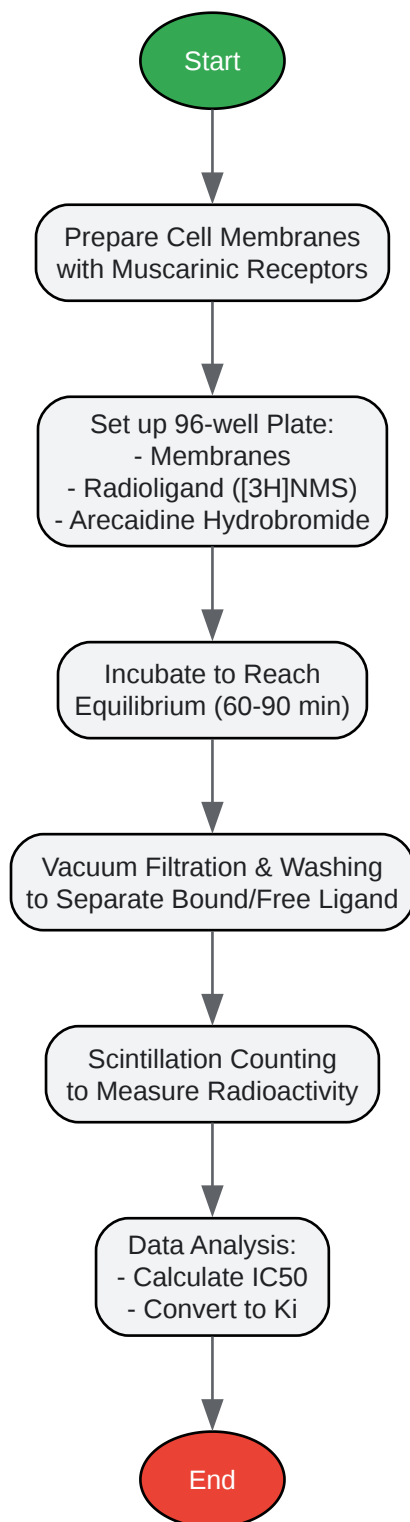 Start
Prepare Cell Membranes
with Muscarinic Receptors
Set up 96-well Plate:
- Membranes
- Radioligand ([3H]NMS)
- Arecaidine Hydrobromide
Incubate to Reach
Equilibrium (60-90 min)
Vacuum Filtration & Washing
to Separate Bound/Free Ligand
Scintillation Counting
to Measure Radioactivity
Data Analysis:
- Calculate IC50
- Convert to Ki
End